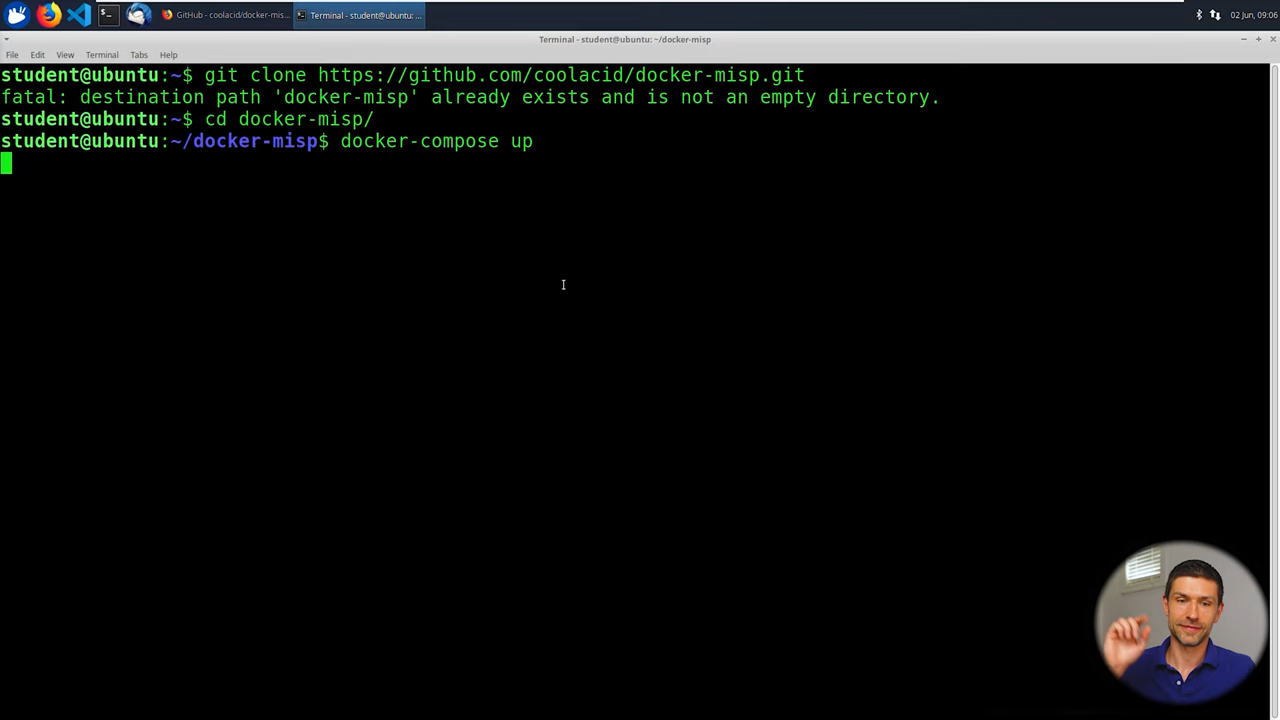 GitHub - coolacid/docker-mis...
Terminal - student@ubuntu: ...
02 Jun, 09:06
Terminal - student@ubuntu: ~/docker-misp
File Edit View Terminal Tabs Help
student@ubuntu:~$ git clone https://github.com/coolacid/docker-misp.git
fatal: destination path 'docker-misp' already exists and is not an empty directory.
student@ubuntu:~$ cd docker-misp/
student@ubuntu:~/docker-misp$ docker-compose up